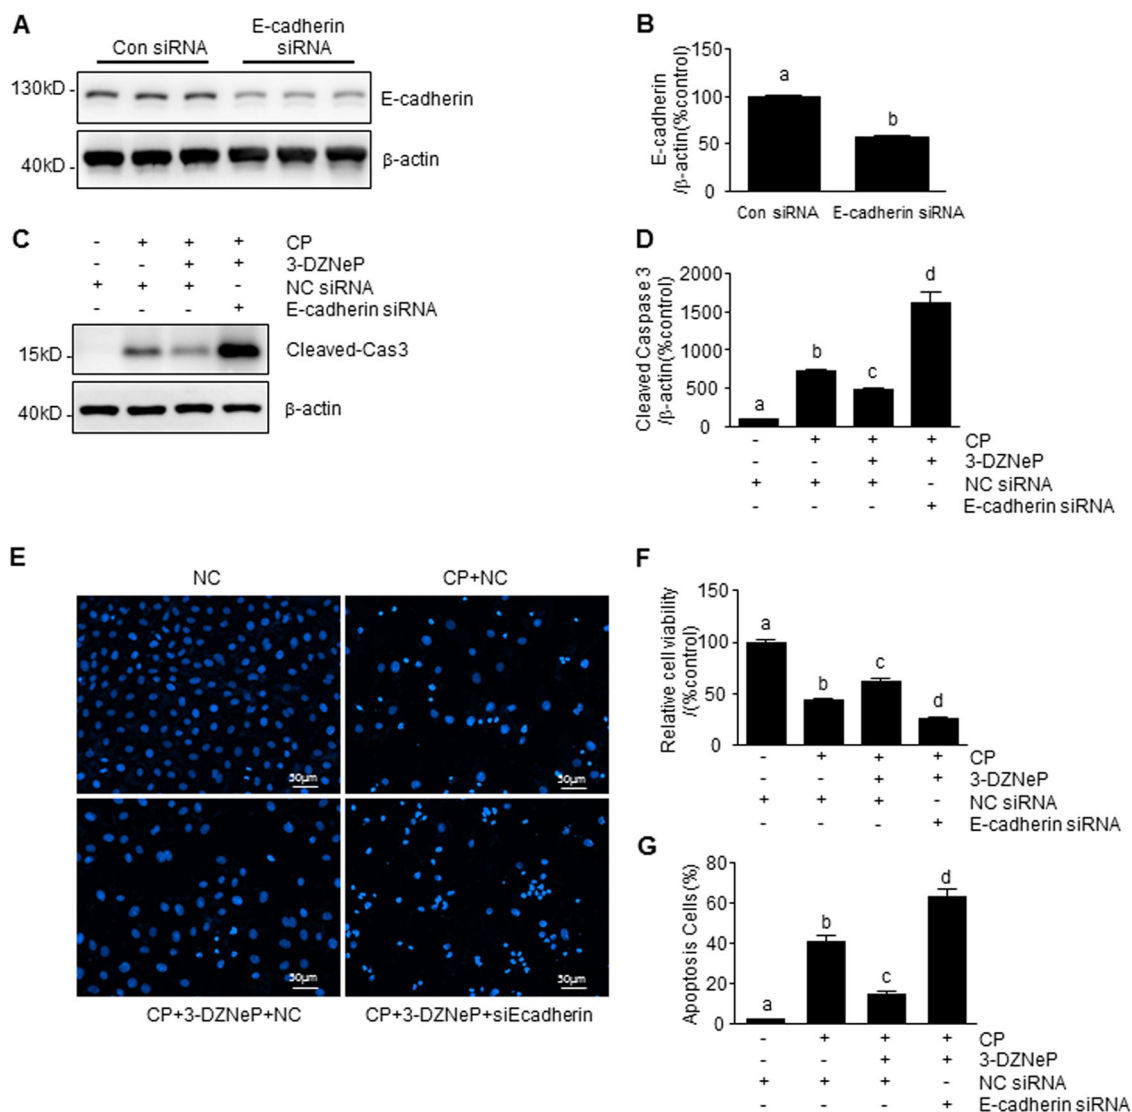 A
Con siRNA
E-cadherin
siRNA
130kD
E-cadherin
40kD
β-actin
B
E-cadherin
/β-actin(%control)
150
100
50
0
a
b
Con siRNA E-cadherin siRNA
C
- + + + CP
- - + + 3-DZNeP
+ + + - NC siRNA
- - - + E-cadherin siRNA
15kD
Cleaved-Cas3
40kD
β-actin
D
Cleaved Caspase 3
/β-actin(%control)
2000
1500
1000
500
0
a
b
c
d
- + + + CP
- - + + 3-DZNeP
+ + + - NC siRNA
- - - + E-cadherin siRNA
E
NC CP+NC
50μm 50μm
50μm 50μm
CP+3-DZNeP+NC CP+3-DZNeP+siEcadherin
F
Relative cell viability
/(%control)
150
100
50
0
a
b
c
d
- + + + CP
- - + + 3-DZNeP
+ + + - NC siRNA
- - - + E-cadherin siRNA
G
Apoptosis Cells (%)
80
60
40
20
0
a
b
c
d
- + + + CP
- - + + 3-DZNeP
+ + + - NC siRNA
- - - + E-cadherin siRNA